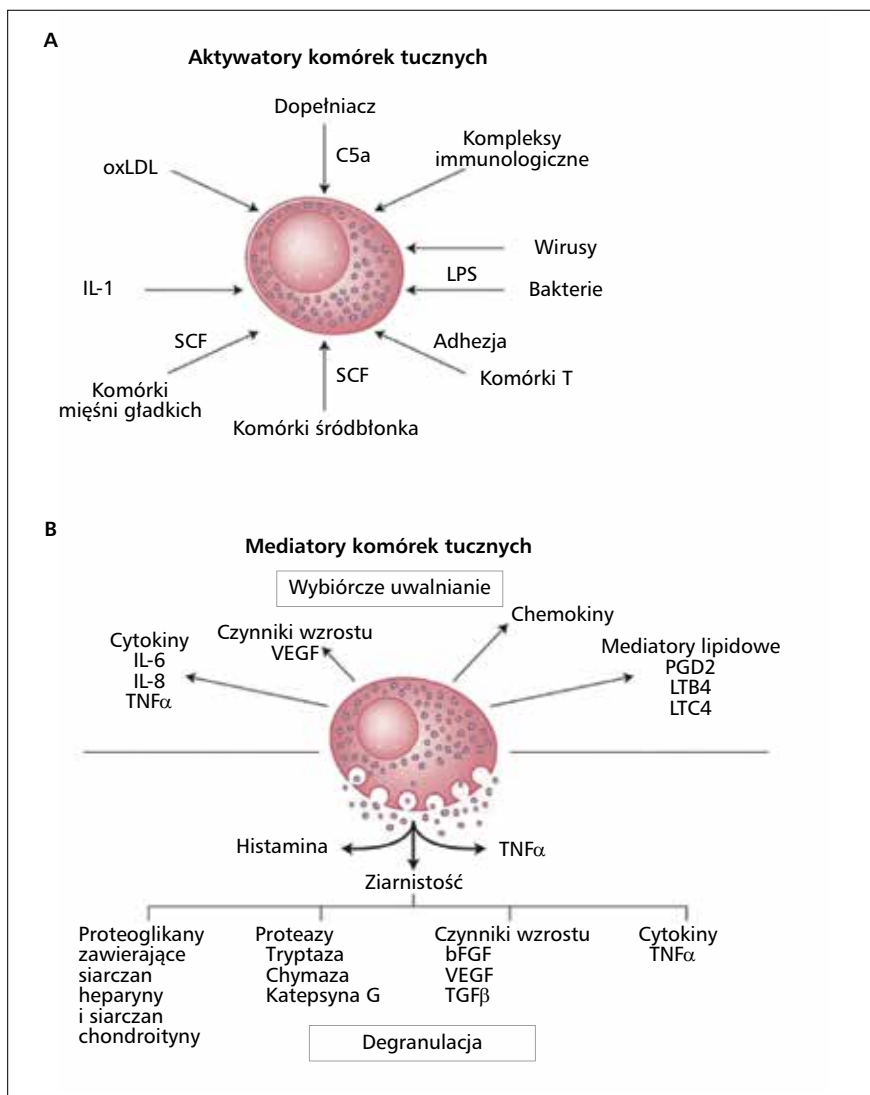 A
Aktywatory komórek tucznych
Dopełniacz
C5a
Kompleksy
immunologiczne
oxLDL
Wirusy
LPS
Bakterie
IL-1
SCF
Adhezja
Komórki T
Komórki
mięśni gładkich
SCF
Komórki śródbłonka
B
Mediatory komórek tucznych
Wybiórcze uwalnianie
Cytokiny
IL-6
IL-8
TNFα
Czynniki wzrostu
VEGF
Chemokiny
Mediatory lipidowe
PGD2
LTB4
LTC4
Histamina
TNFα
Ziarnistość
Proteoglikany
zawierające
siarczan
heparyny
i siarczan
chondroityny
Proteazy
Tryptaza
Chymaza
Katepsyna G
Czynniki wzrostu
bFGF
VEGF
TGFβ
Cytokiny
TNFα
Degranulacja